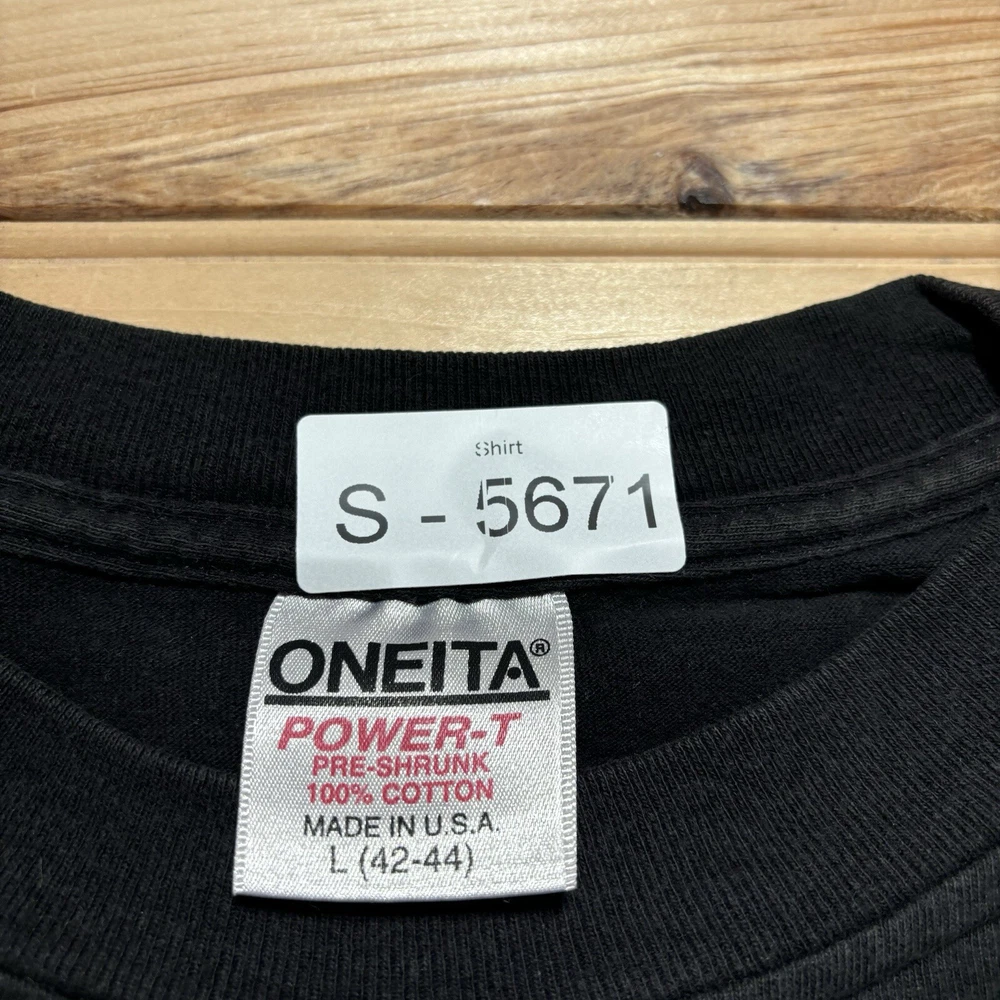 Shirt
S - 5671
ONEITA®
POWER-T
PRE-SHRUNK
100% COTTON
MADE IN U.S.A.
L (42-44)